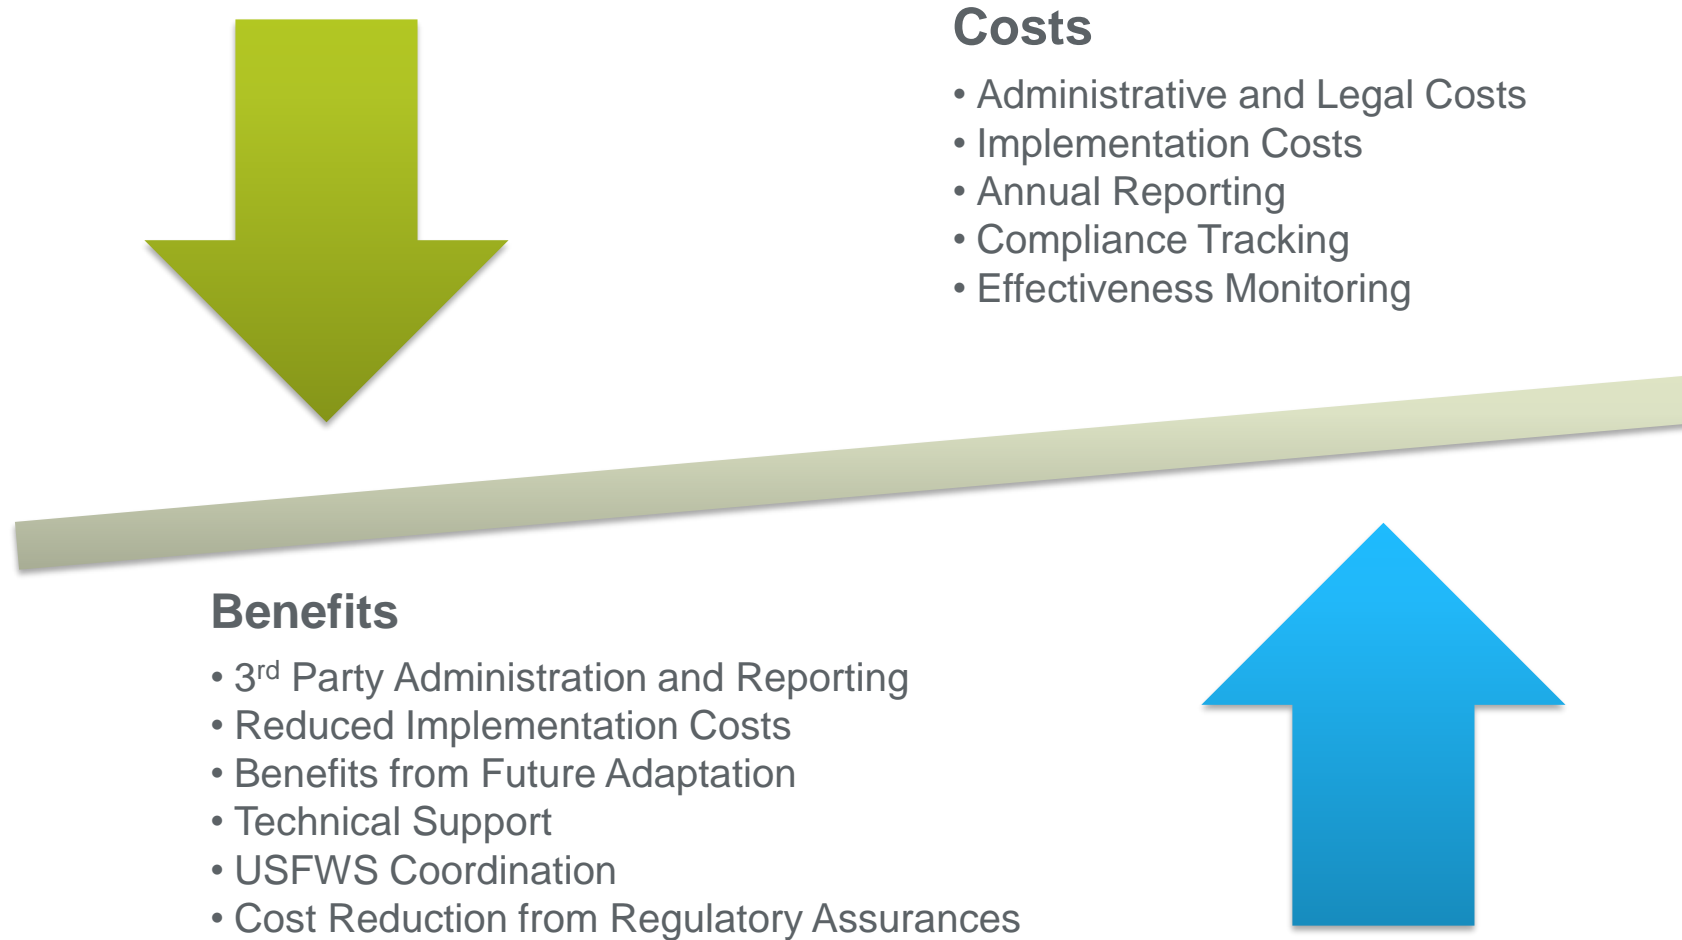 Costs
• Administrative and Legal Costs
• Implementation Costs
• Annual Reporting
• Compliance Tracking
• Effectiveness Monitoring
Benefits
• 3rd Party Administration and Reporting
• Reduced Implementation Costs
• Benefits from Future Adaptation
• Technical Support
• USFWS Coordination
• Cost Reduction from Regulatory Assurances